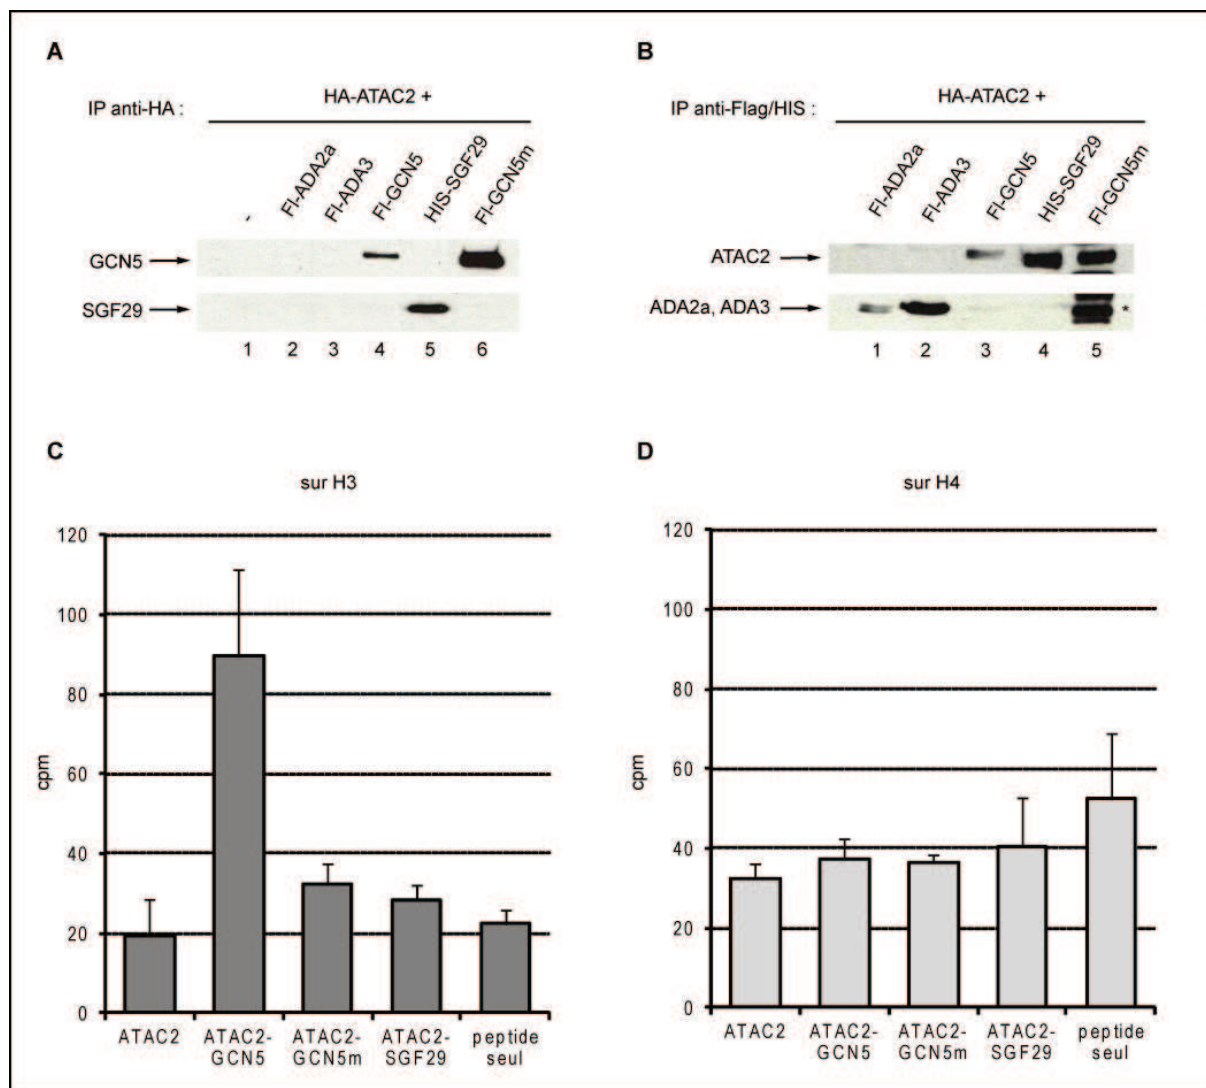 A
HA-ATAC2 +
IP anti-HA :
-
Fl-ADA2a
Fl-ADA3
Fl-GCN5
HIS-SGF29
Fl-GCN5m
GCN5
SGF29
1 2 3 4 5 6
B
HA-ATAC2 +
IP anti-Flag/HIS :
Fl-ADA2a
Fl-ADA3
Fl-GCN5
HIS-SGF29
Fl-GCN5m
ATAC2
ADA2a, ADA3
*
1 2 3 4 5
C
sur H3
120
100
80
60
40
20
0
cpm
ATAC2
ATAC2-
GCN5
ATAC2-
GCN5m
ATAC2-
SGF29
peptide
seul
D
sur H4
120
100
80
60
40
20
0
cpm
ATAC2
ATAC2-
GCN5
ATAC2-
GCN5m
ATAC2-
SGF29
peptide
seul